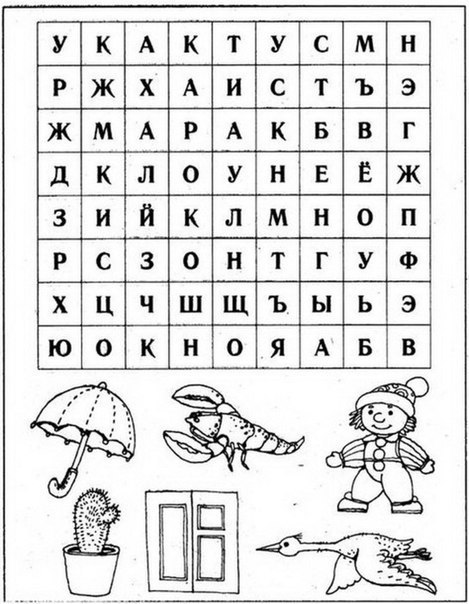 У К А К Т У С М Н
Р Ж Х А И С Т Ъ Э
Ж М А Р А К Б В Г
Д К Л О У Н Е Ё Ж
З И Й К Л М Н О П
Р С З О Н Т Г У Ф
Х Ц Ч Ш Щ Ъ Ы Ь Э
Ю О К Н О Я А Б В